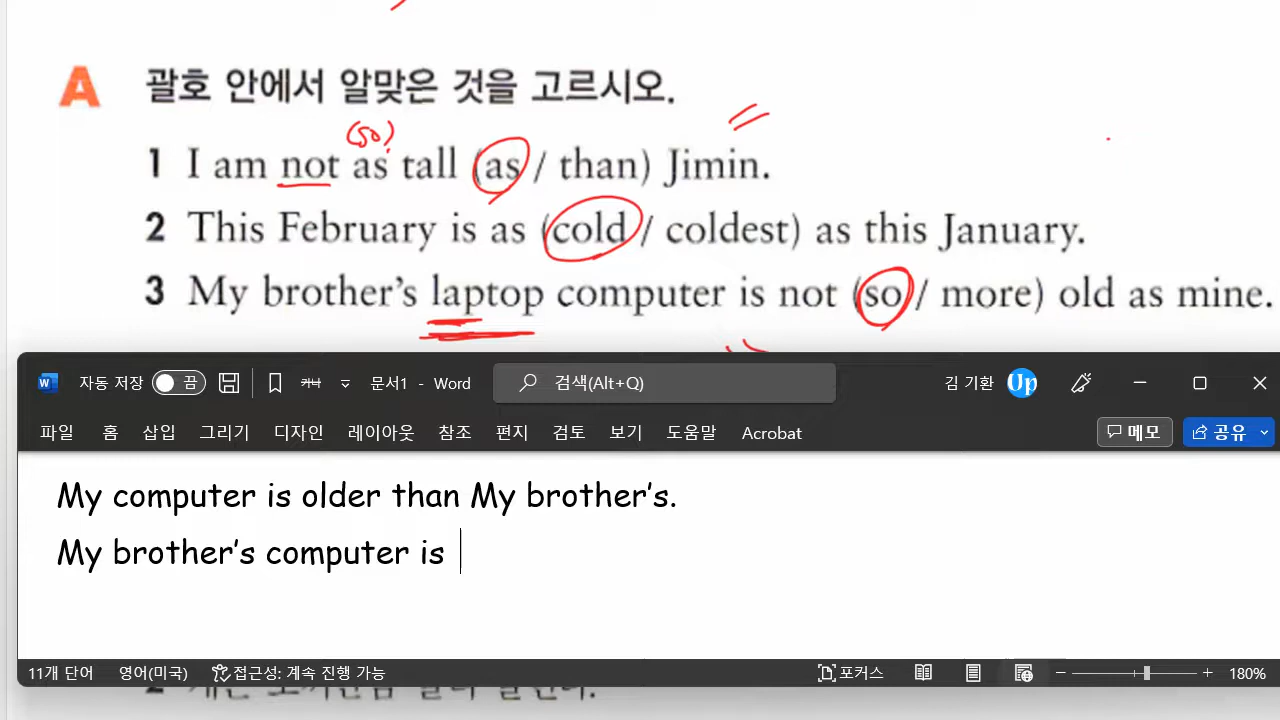 A 괄호 안에서 알맞은 것을 고르시오.
(so)
1 I am not as tall (as / than) Jimin.
2 This February is as (cold / coldest) as this January.
3 My brother's laptop computer is not (so / more) old as mine.
자동 저장 끔 가나 문서1 - Word 검색(Alt+Q) 김 기환 Up
파일 홈 삽입 그리기 디자인 레이아웃 참조 편지 검토 보기 도움말 Acrobat 메모 공유
My computer is older than My brother's.
My brother's computer is
11개 단어 영어(미국) 접근성: 계속 진행 가능 포커스 180%